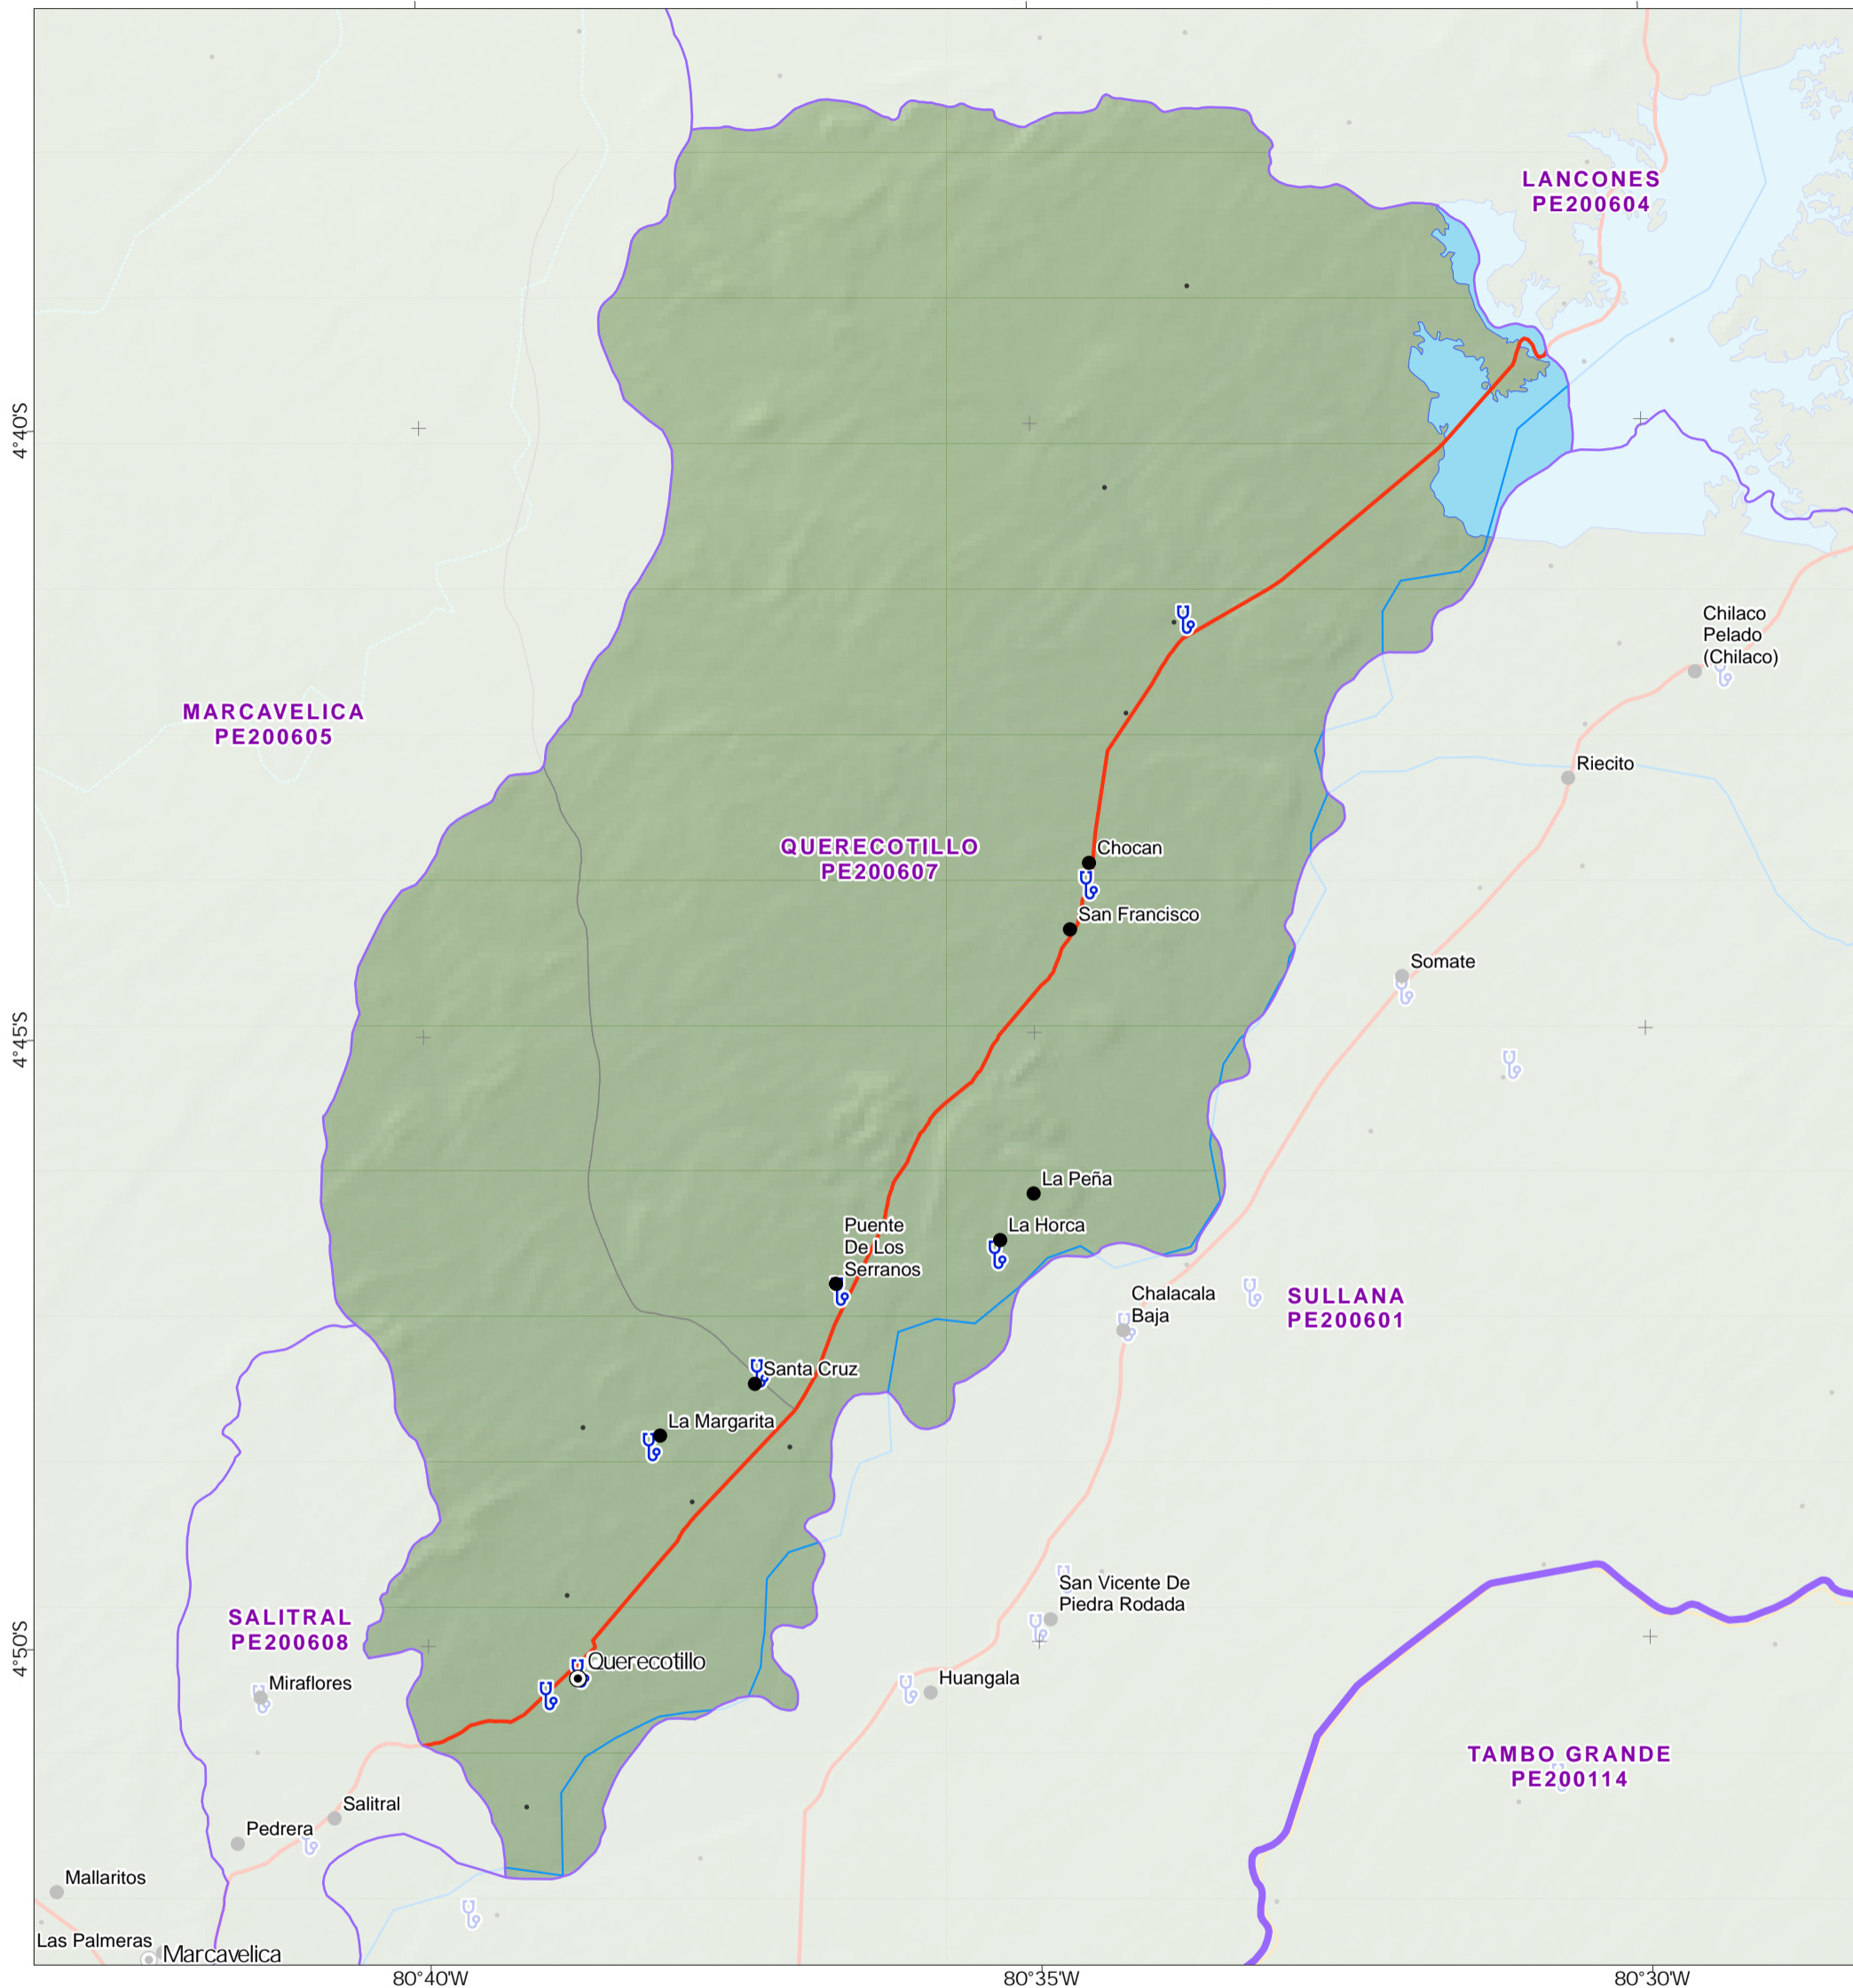 LANCONES
PE200604
4°40'S
Chilaco
Pelado
(Chilaco)
MARCAVELICA
PE200605
Riecito
QUERECOTILLO
PE200607
Chocan
San Francisco
Somate
4°45'S
La Peña
La Horca
Puente
De Los
Serranos
Chalacala
Baja
SULLANA
PE200601
Santa Cruz
La Margarita
San Vicente De
Piedra Rodada
SALITRAL
PE200608
4°50'S
Querecotillo
Miraflores
Huangala
TAMBO GRANDE
PE200114
Salitral
Pedrera
Mallaritos
Las Palmeras
Marcavelica
80°40'W
80°35'W
80°30'W